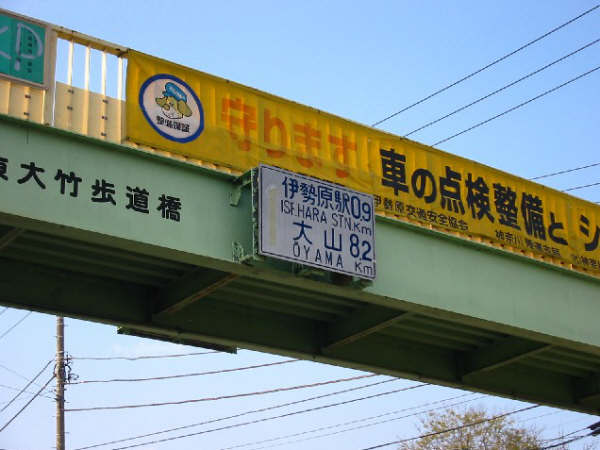 守ります 車の点検整備と シ
伊勢原交通安全協会
東大竹歩道橋
伊勢原駅0.9
ISEHARA STN. Km
大山8.2
OYAMA Km